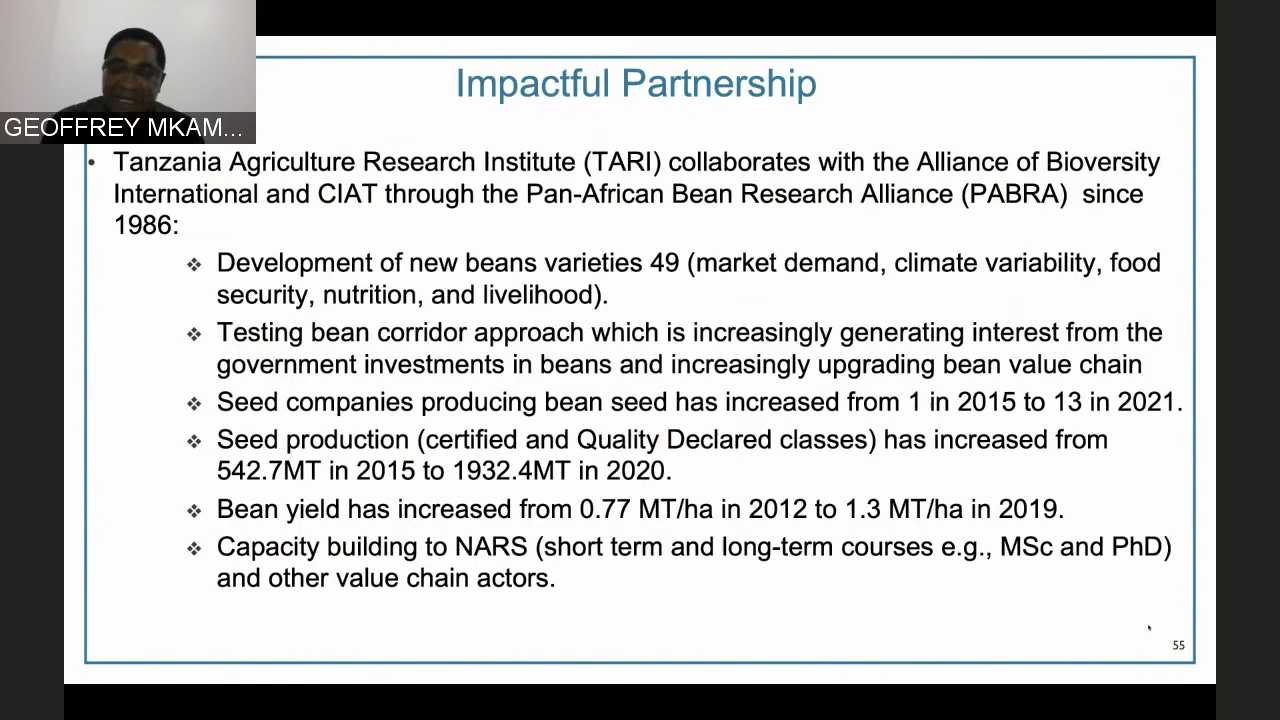 Impactful Partnership
GEOFFREY MKAM...
• Tanzania Agriculture Research Institute (TARI) collaborates with the Alliance of Bioversity
International and CIAT through the Pan-African Bean Research Alliance (PABRA) since
1986:
❖ Development of new beans varieties 49 (market demand, climate variability, food
security, nutrition, and livelihood).
❖ Testing bean corridor approach which is increasingly generating interest from the
government investments in beans and increasingly upgrading bean value chain
❖ Seed companies producing bean seed has increased from 1 in 2015 to 13 in 2021.
❖ Seed production (certified and Quality Declared classes) has increased from
542.7MT in 2015 to 1932.4MT in 2020.
❖ Bean yield has increased from 0.77 MT/ha in 2012 to 1.3 MT/ha in 2019.
❖ Capacity building to NARS (short term and long-term courses e.g., MSc and PhD)
and other value chain actors.
55